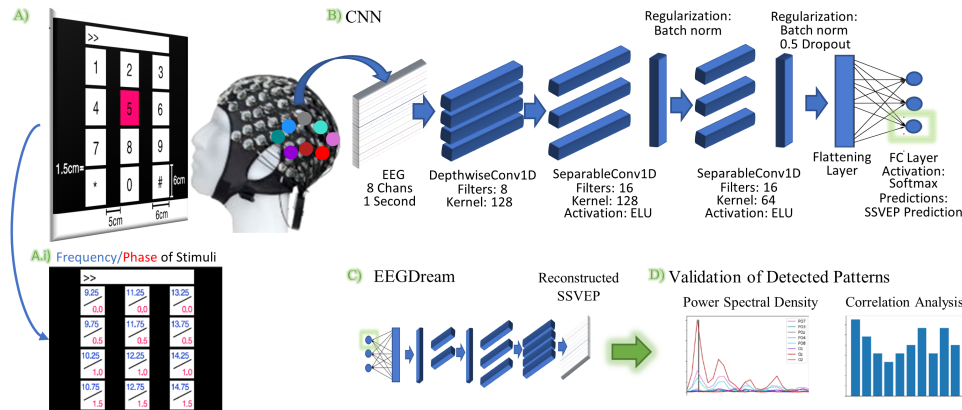 A)
>>
1 2 3
4 5 6
7 8 9
* 0 #
1.5cm=
6cm
5cm
6cm
A.i) Frequency/Phase of Stimuli
>>
9.25 0.0 11.25 0.0 13.25 0.0
9.75 0.5 11.75 0.5 13.75 0.5
10.25 1.0 12.25 1.0 14.25 1.0
10.75 1.5 12.75 1.5 14.75 1.5
B) CNN
EEG
8 Chans
1 Second
DepthwiseConv1D
Filters: 8
Kernel: 128
SeparableConv1D
Filters: 16
Kernel: 128
Activation: ELU
Regularization:
Batch norm
SeparableConv1D
Filters: 16
Kernel: 64
Activation: ELU
Regularization:
Batch norm
0.5 Dropout
Flattening
Layer
FC Layer
Activation:
Softmax
Predictions:
SSVEP Prediction
C) EEGDream
Reconstructed
SSVEP
D) Validation of Detected Patterns
Power Spectral Density
PO7
PO3
POz
PO4
PO8
O1
Oz
O2
Correlation Analysis